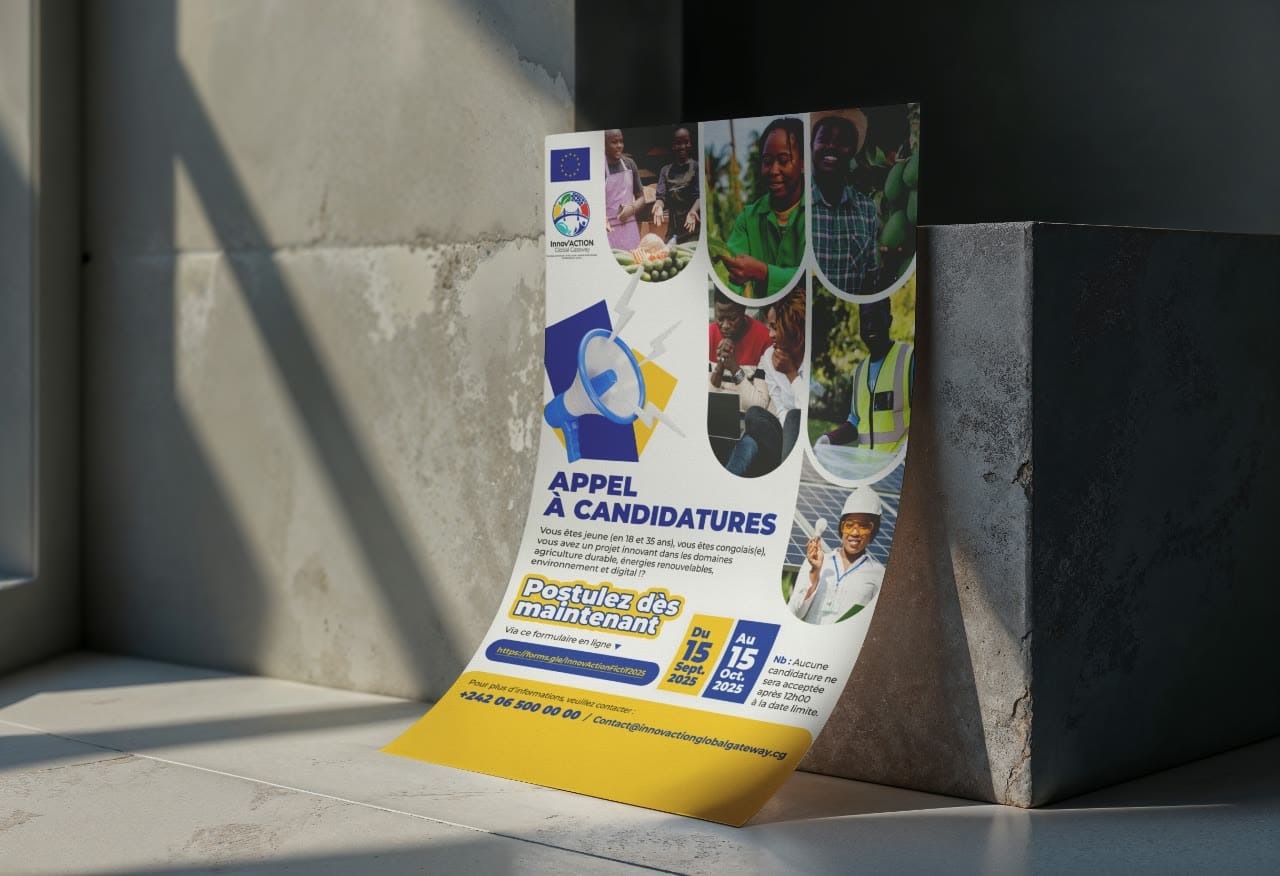 Innov'ACTION
Global Gateway
APPEL
À CANDIDATURES
Vous êtes jeune (en 18 et 35 ans), vous êtes congolais(e),
vous avez un projet innovant dans les domaines
agriculture durable, énergies renouvelables,
environnement et digital !?
Postulez dès
maintenant
Via ce formulaire en ligne
https://forms.gle/InnovActionFictif2025
Du
15
Sept.
2025
Au
15
Oct.
2025
Nb : Aucune
candidature ne
sera acceptée
après 12h00
à la date limite.
Pour plus d'informations, veuillez contacter :
+242 06 500 00 00 / Contact@innovactionglobalgateway.cg